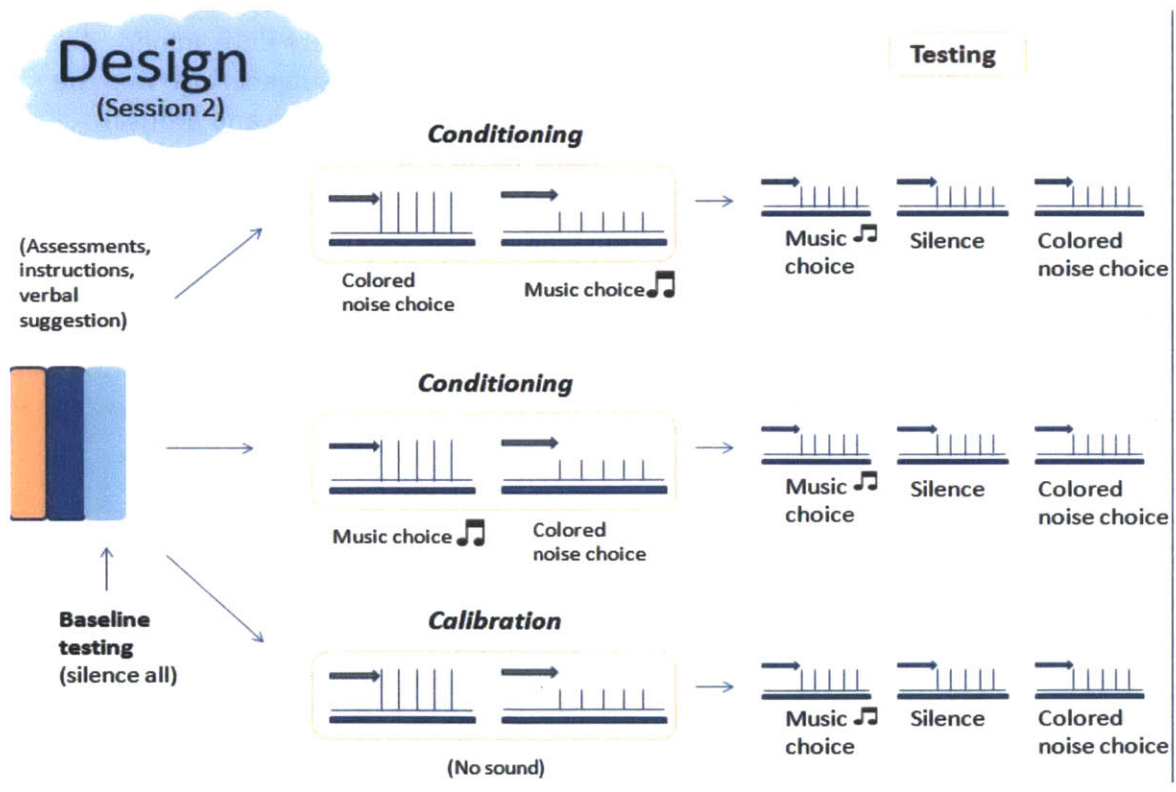 Design
(Session 2)
Testing
Conditioning
(Assessments,
instructions,
verbal
suggestion)
Colored
noise choice
Music choice
Music
choice
Silence
Colored
noise choice
Conditioning
Music choice
Colored
noise choice
Music
choice
Silence
Colored
noise choice
Baseline
testing
(silence all)
Calibration
(No sound)
Music
choice
Silence
Colored
noise choice